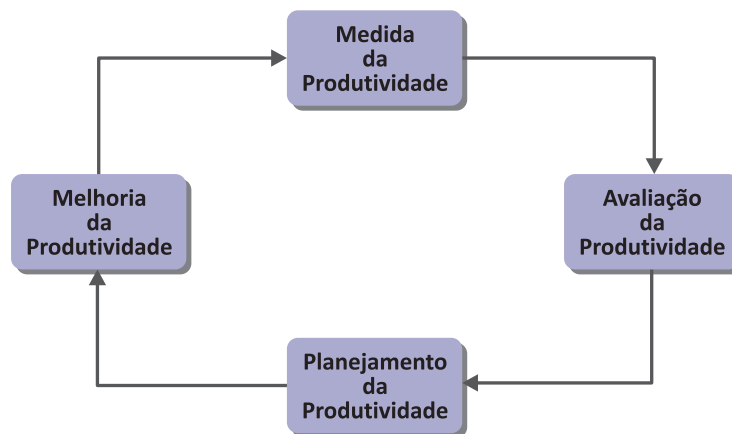 Medida
da
Produtividade
Melhoria
da
Produtividade
Avaliação
da
Produtividade
Planejamento
da
Produtividade